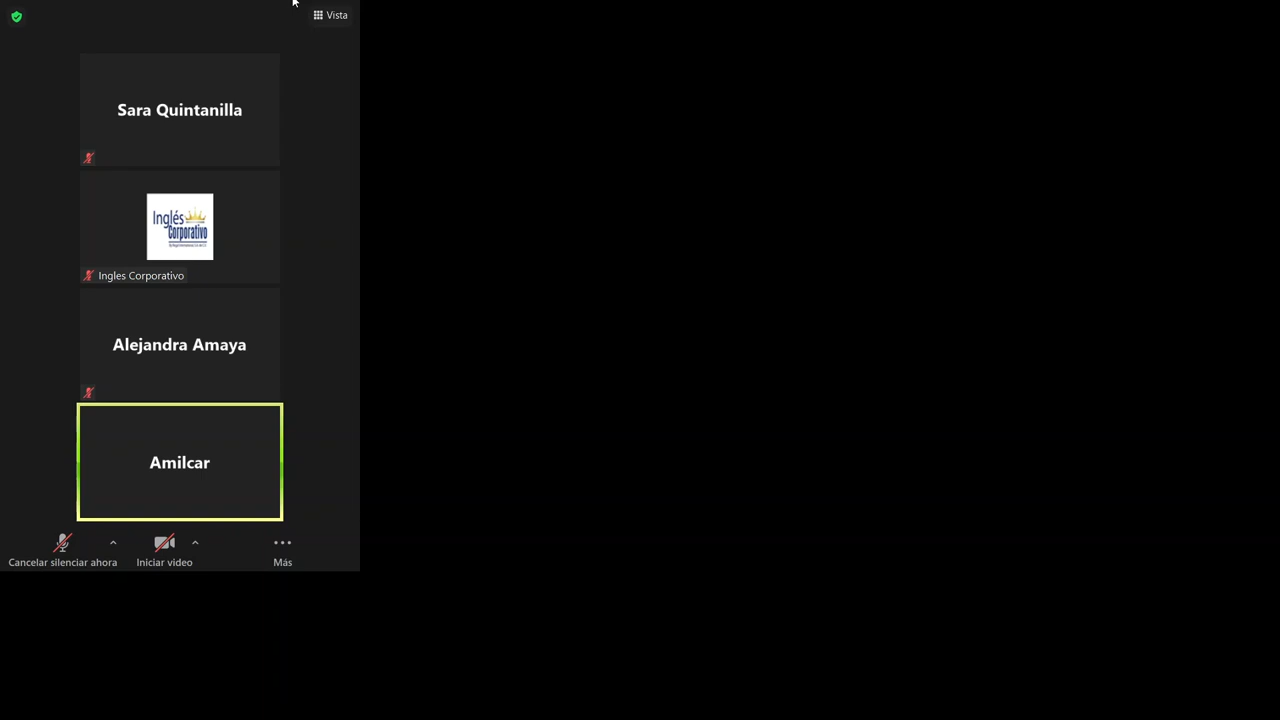 Vista
Sara Quintanilla
Inglés
Corporativo
Ingles Corporativo
Alejandra Amaya
Amilcar
Cancelar silenciar ahora
Iniciar video
Más